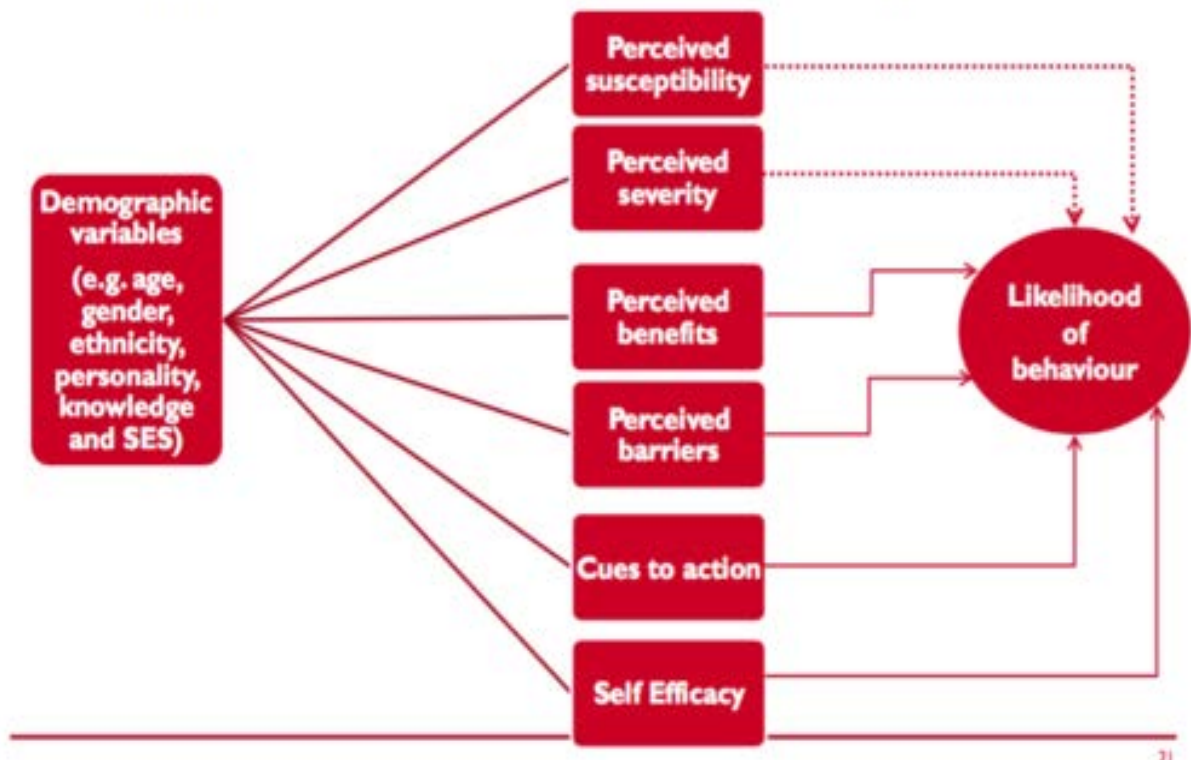 Demographic
variables
(e.g. age,
gender,
ethnicity,
personality,
knowledge
and SES)
Perceived
susceptibility
Perceived
severity
Perceived
benefits
Perceived
barriers
Cues to action
Self Efficacy
Likelihood
of
behaviour